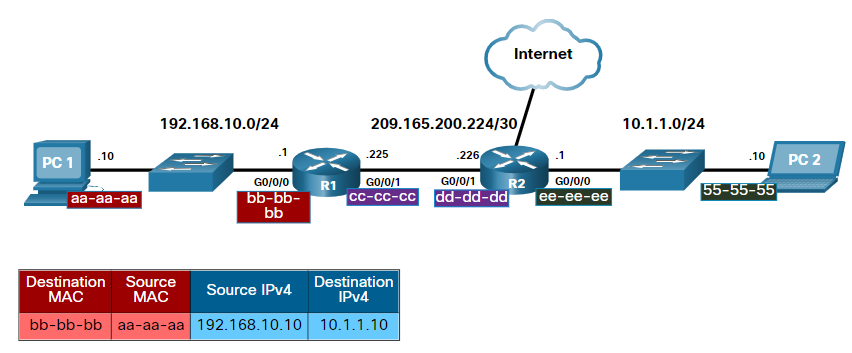 Internet
192.168.10.0/24
209.165.200.224/30
10.1.1.0/24
PC 1
.10
.1
.225
.226
.1
.10
PC 2
G0/0/0
R1
G0/0/1
G0/0/1
R2
G0/0/0
aa-aa-aa
bb-bb-
bb
cc-cc-cc
dd-dd-dd
ee-ee-ee
55-55-55
Destination
MAC
Source
MAC
Source IPv4
Destination
IPv4
bb-bb-bb
aa-aa-aa
192.168.10.10
10.1.1.10